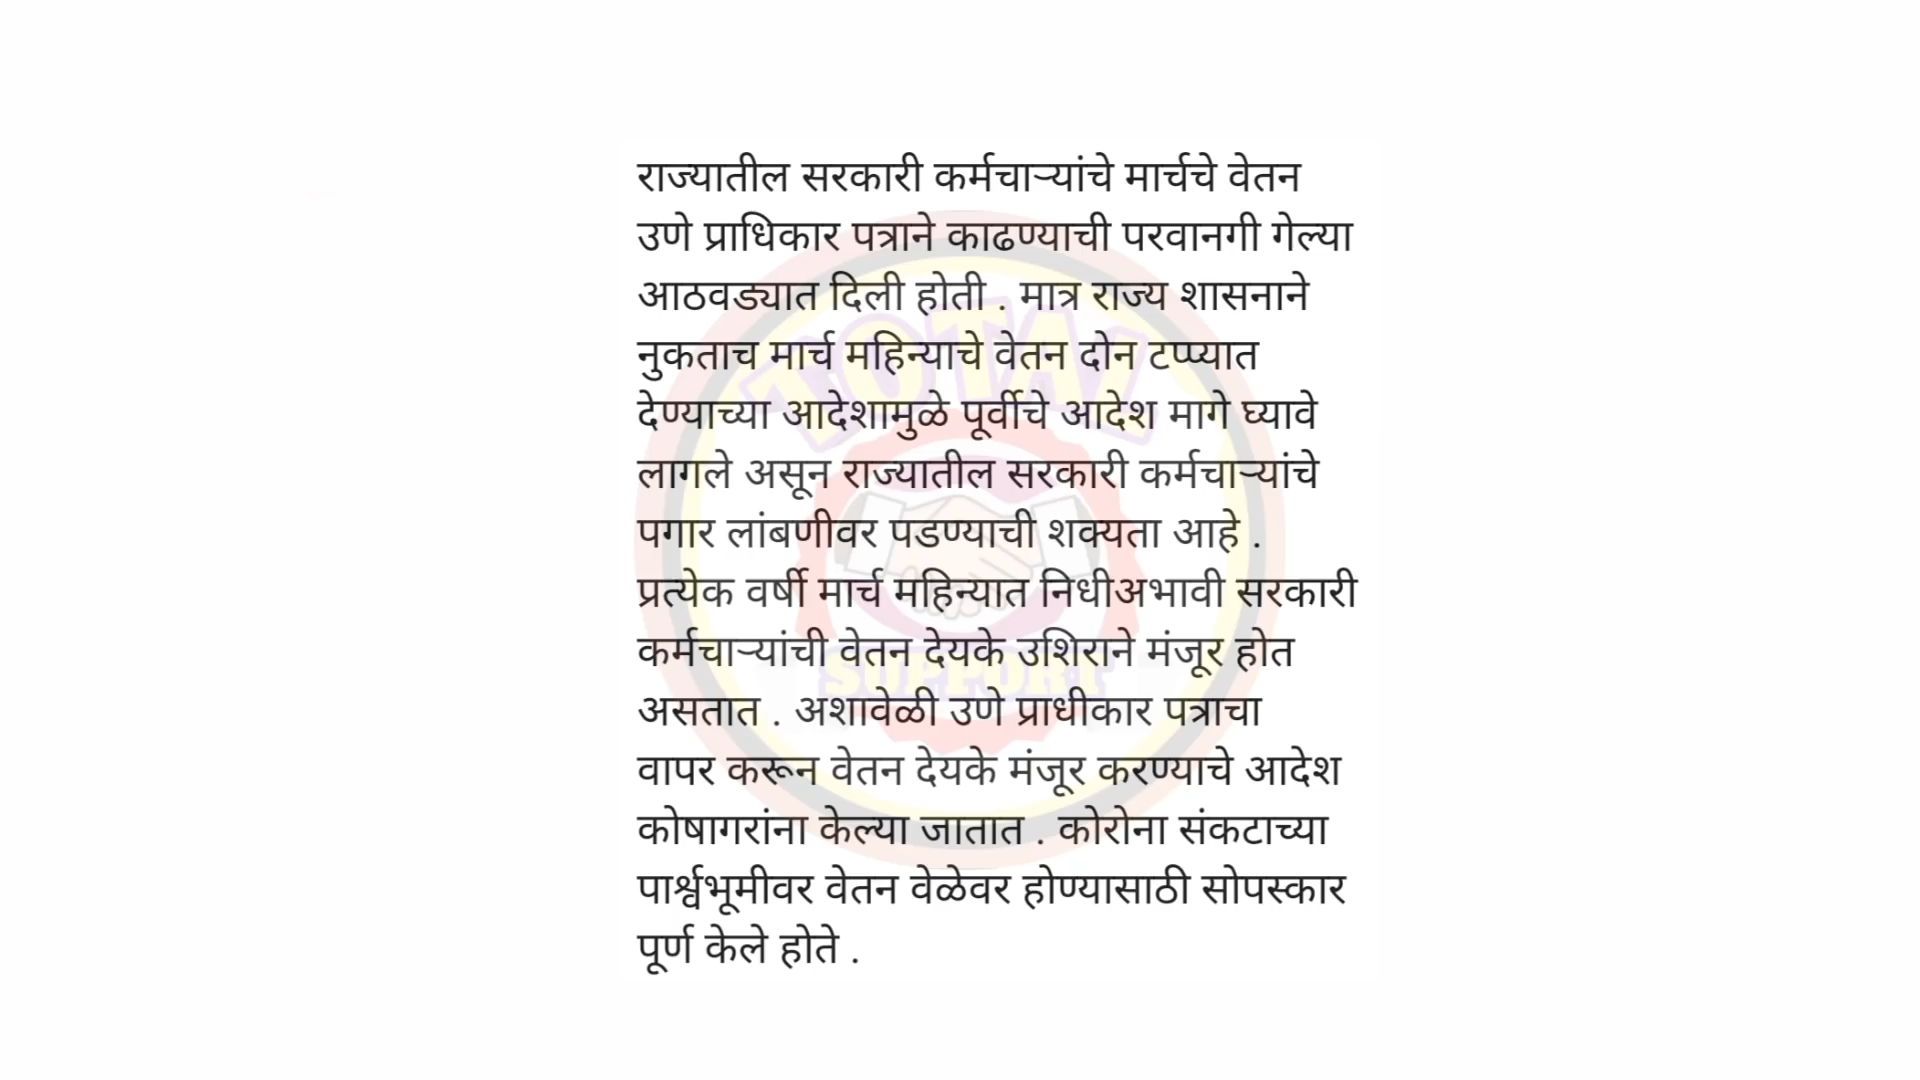 राज्यातील सरकारी कर्मचाऱ्यांचे मार्चचे वेतन
उणे प्राधिकार पत्राने काढण्याची परवानगी गेल्या
आठवड्यात दिली होती . मात्र राज्य शासनाने
नुकताच मार्च महिन्याचे वेतन दोन टप्प्यात
देण्याच्या आदेशामुळे पूर्वीचे आदेश मागे घ्यावे
लागले असून राज्यातील सरकारी कर्मचाऱ्यांचे
पगार लांबणीवर पडण्याची शक्यता आहे .
प्रत्येक वर्षी मार्च महिन्यात निधीअभावी सरकारी
कर्मचाऱ्यांची वेतन देयके उशिराने मंजूर होत
असतात . अशावेळी उणे प्राधीकार पत्राचा
वापर करून वेतन देयके मंजूर करण्याचे आदेश
कोषागरांना केल्या जातात . कोरोना संकटाच्या
पार्श्वभूमीवर वेतन वेळेवर होण्यासाठी सोपस्कार
पूर्ण केले होते .
TOTAL
SUPPORT